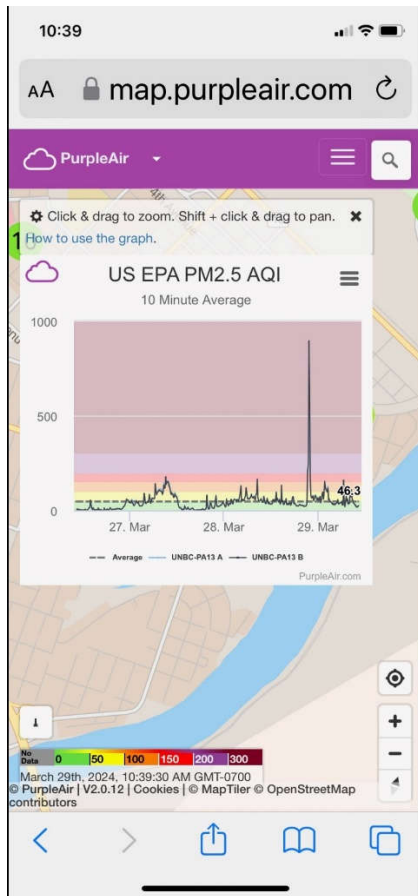 10:39
AA map.purpleair.com
PurpleAir
4th Avenue
Click & drag to zoom. Shift + click & drag to pan.
How to use the graph.
US EPA PM2.5 AQI
10 Minute Average
1000
500
0
46.3
27. Mar 28. Mar 29. Mar
Average UNBC-PA13 A UNBC-PA13 B
PurpleAir.com
No Data 0 50 100 150 200 300
March 29th, 2024, 10:39:30 AM GMT-0700
© PurpleAir | V2.0.12 | Cookies | © MapTiler © OpenStreetMap
contributors